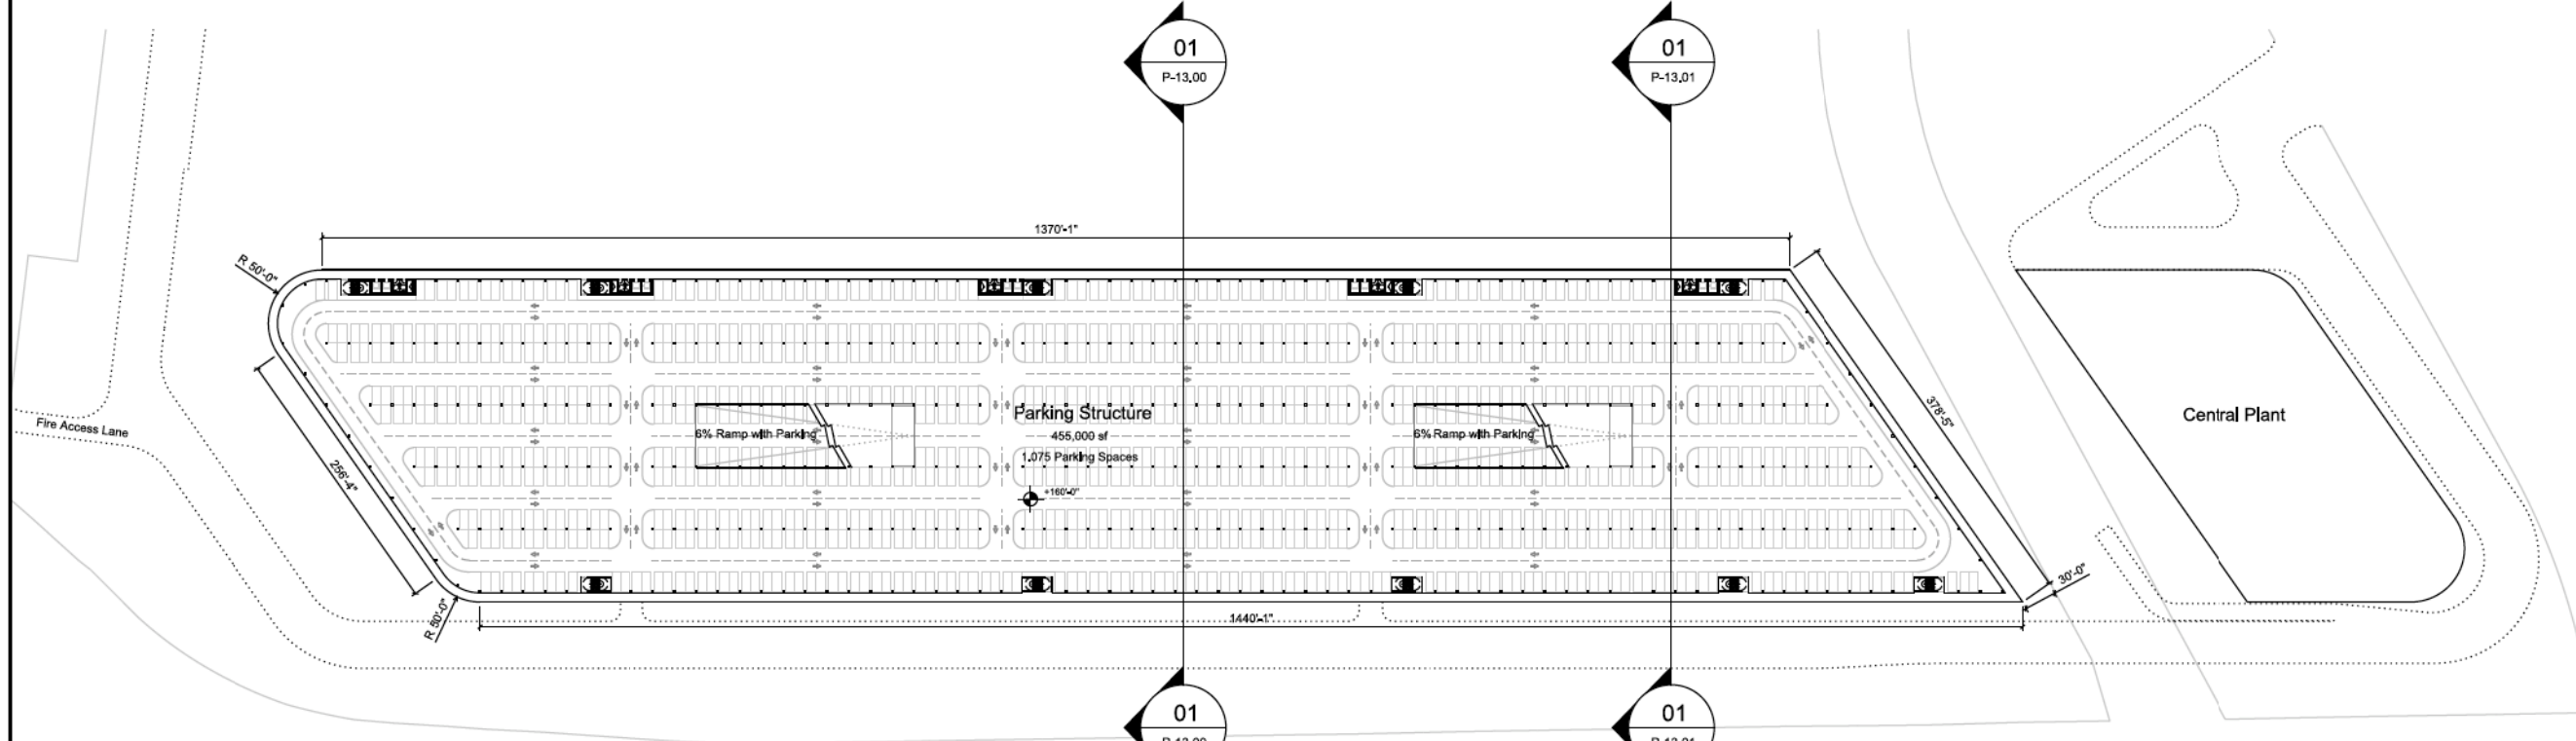 01
P-13.00
01
P-13.01
1370'-1"
R 50'-0"
Fire Access Lane
256'-4"
6% Ramp with Parking
Parking Structure
455,000 sf
1,075 Parking Spaces
+160'-0"
6% Ramp with Parking
378'-5"
Central Plant
30'-0"
R 50'-0"
1440'-1"
01
01